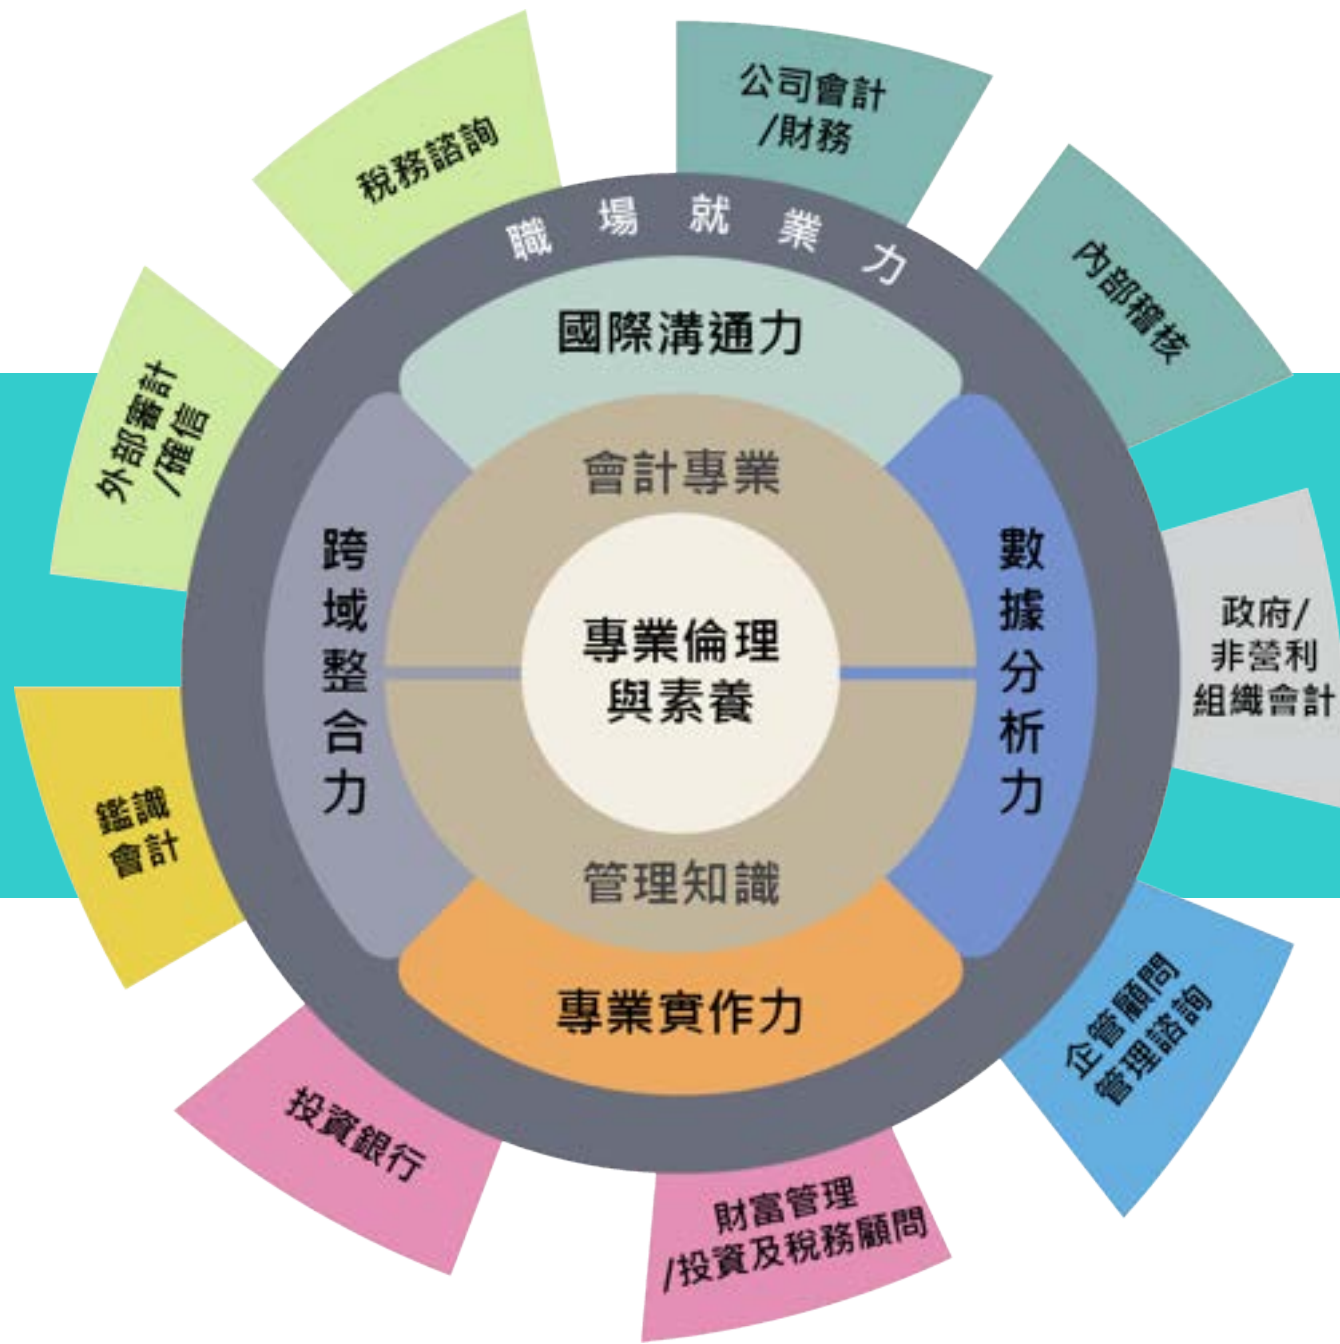 公司會計
/財務
稅務諮詢
內部稽核
外部審計
/確信
職場就業力
國際溝通力
會計專業
跨域整合力
專業倫理
與素養
數據分析力
政府/
非營利
組織會計
鑑識
會計
管理知識
專業實作力
企管顧問
管理諮詢
投資銀行
財富管理
/投資及稅務顧問